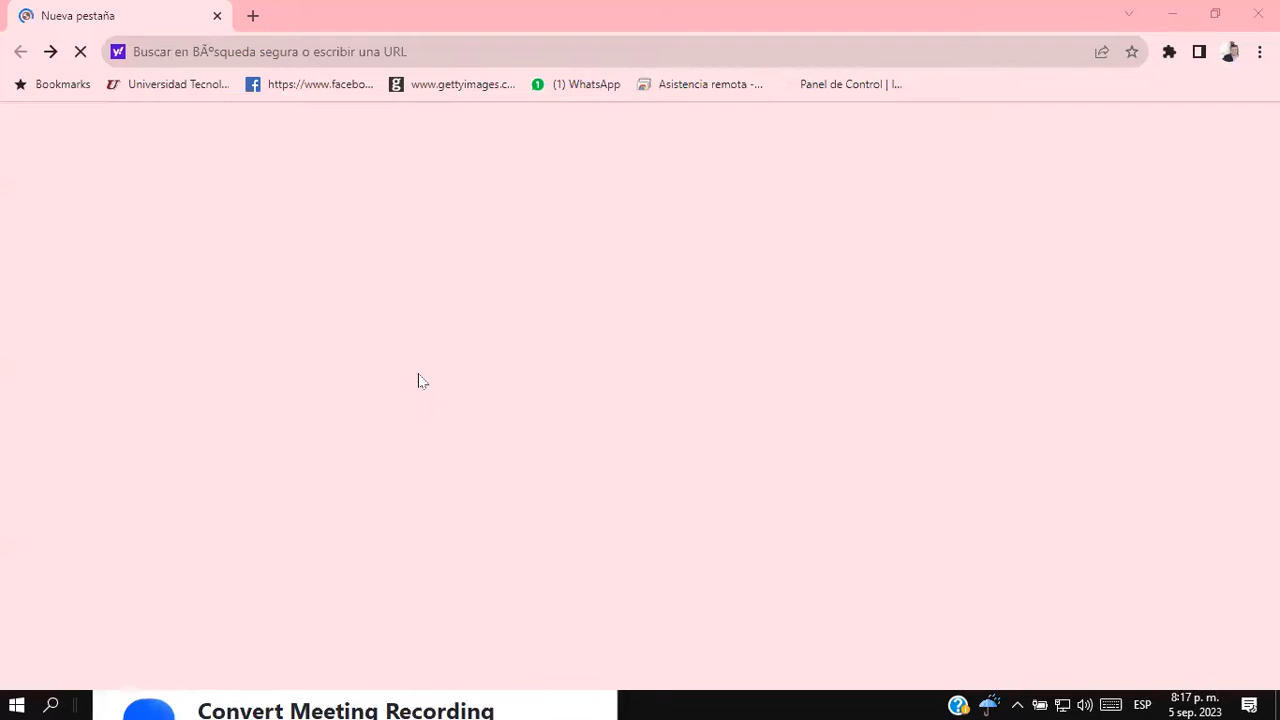 Nueva pestaña
Buscar en BÃºsqueda segura o escribir una URL
Bookmarks
Universidad Tecnol...
https://www.facebo...
www.gettyimages.c...
(1) WhatsApp
Asistencia remota -...
Panel de Control | I...
Convert Meeting Recording
ESP
8:17 p. m.
5 sep. 2023